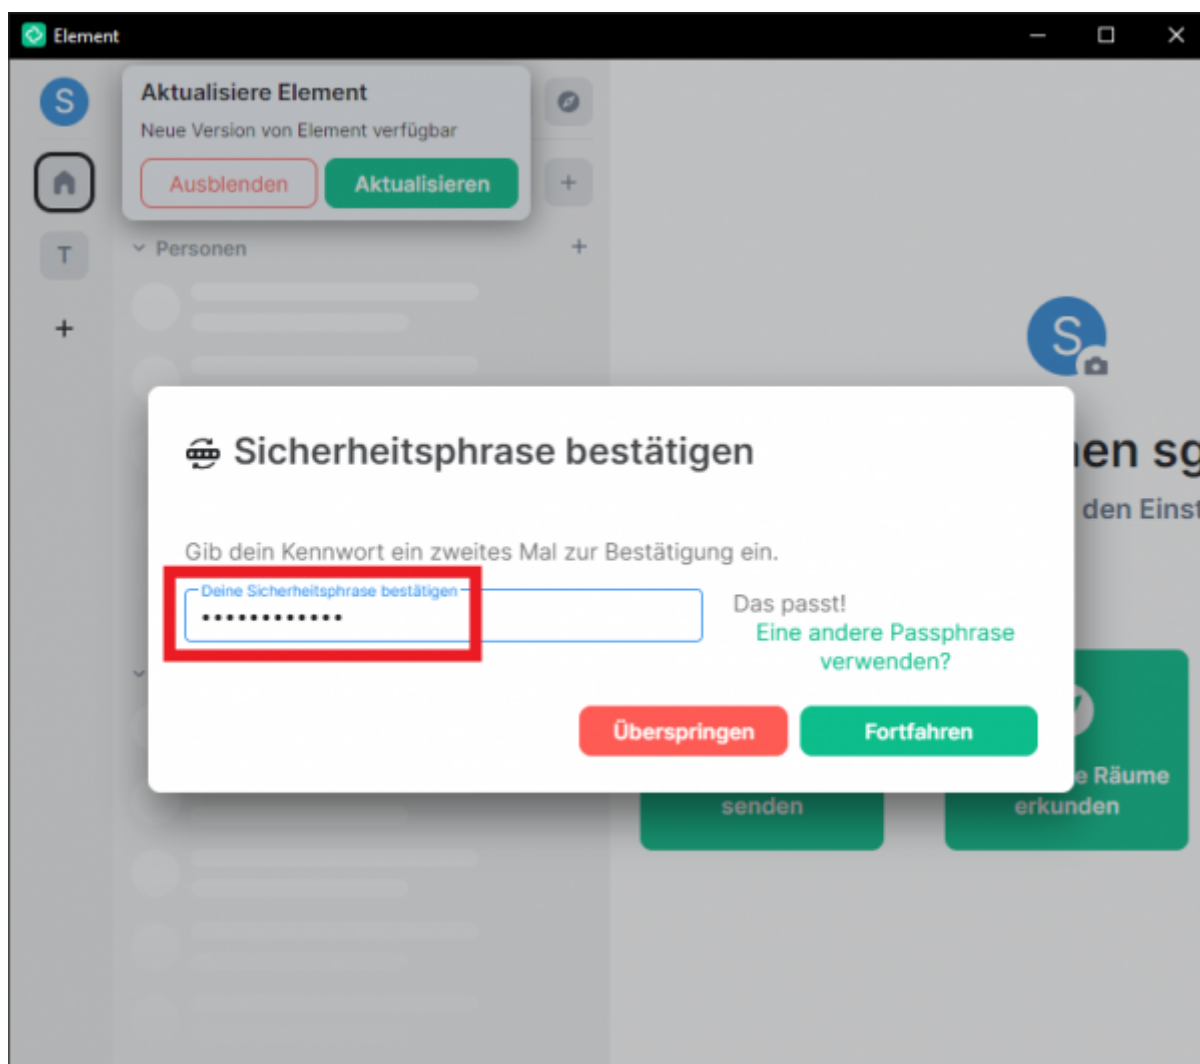 Element
S
Aktualisiere Element
Neue Version von Element verfügbar
Ausblenden
Aktualisieren
T
Personen
S
en sg
den Einst
Sicherheitsphrase bestätigen
Gib dein Kennwort ein zweites Mal zur Bestätigung ein.
Deine Sicherheitsphrase bestätigen
••••••••••••
Das passt!
Eine andere Passphrase
verwenden?
Überspringen
Fortfahren
senden
e Räume
erkunden